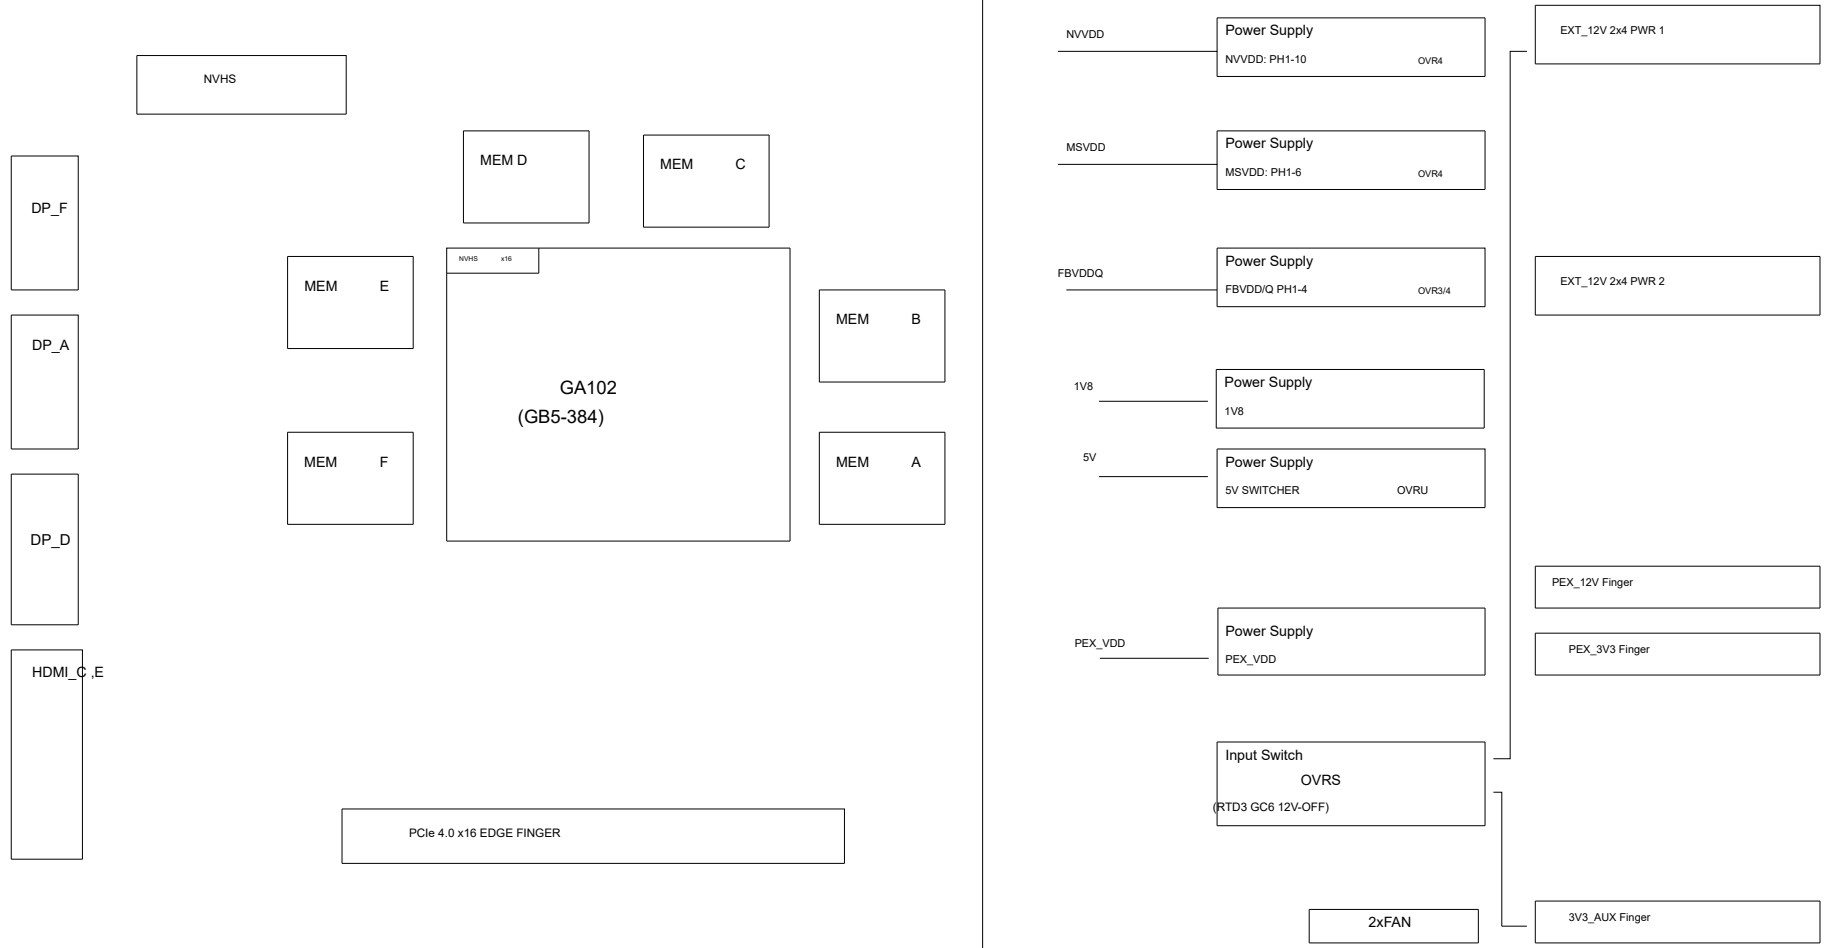 NVHS
MEM D
MEM C
DP_F
NVHS x16
MEM E
MEM B
DP_A
GA102
(GB5-384)
MEM F
MEM A
DP_D
HDMI_C ,E
PCIe 4.0 x16 EDGE FINGER
NVVDD
Power Supply
NVVDD: PH1-10 OVR4
MSVDD
Power Supply
MSVDD: PH1-6 OVR4
FBVDDQ
Power Supply
FBVDD/Q PH1-4 OVR3/4
1V8
Power Supply
1V8
5V
Power Supply
5V SWITCHER OVRU
PEX_VDD
Power Supply
PEX_VDD
Input Switch
OVRS
(RTD3 GC6 12V-OFF)
2xFAN
EXT_12V 2x4 PWR 1
EXT_12V 2x4 PWR 2
PEX_12V Finger
PEX_3V3 Finger
3V3_AUX Finger